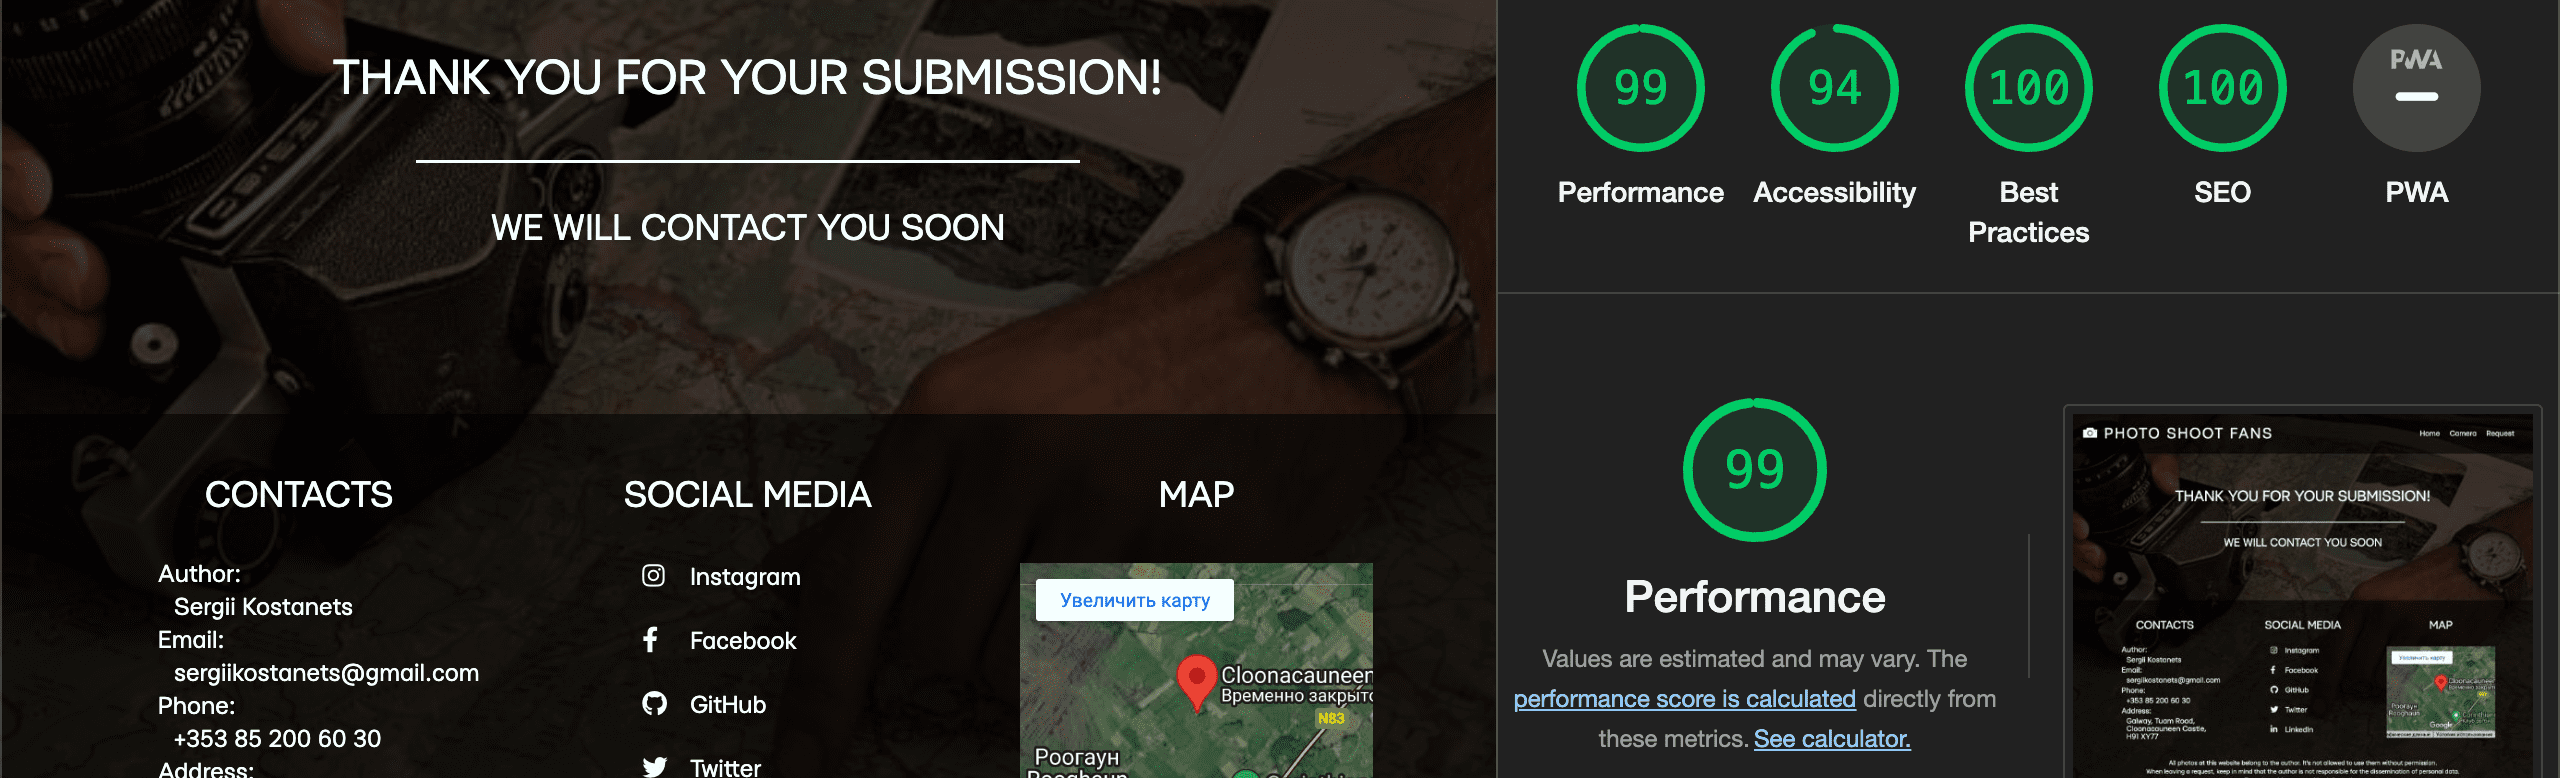 THANK YOU FOR YOUR SUBMISSION!
WE WILL CONTACT YOU SOON
CONTACTS
Author:
Sergii Kostanets
Email:
sergiikostanets@gmail.com
Phone:
+353 85 200 60 30
Address:
SOCIAL MEDIA
Instagram
Facebook
GitHub
Twitter
MAP
Увеличить карту
Cloonacauneen
Временно закрыто
N83
Роогаун
Rooghaun
99
94
100
100
PWA
Performance
Accessibility
Best
Practices
SEO
PWA
99
Performance
Values are estimated and may vary. The
performance score is calculated directly from
these metrics. See calculator.
PHOTO SHOOT FANS
Home Camera Request
THANK YOU FOR YOUR SUBMISSION!
WE WILL CONTACT YOU SOON
CONTACTS
Author:
Sergii Kostanets
Email:
sergiikostanets@gmail.com
Phone:
+353 85 200 60 30
Address:
Galway, Tuam Road,
Cloonacauneen Castle,
H91 XY77
SOCIAL MEDIA
Instagram
Facebook
GitHub
Twitter
LinkedIn
MAP
Увеличить карту
Google
All photos at this website belong to the author. It's not allowed to use them without permission.
When leaving a request, keep in mind that the author is not responsible for the dissemination of personal data.